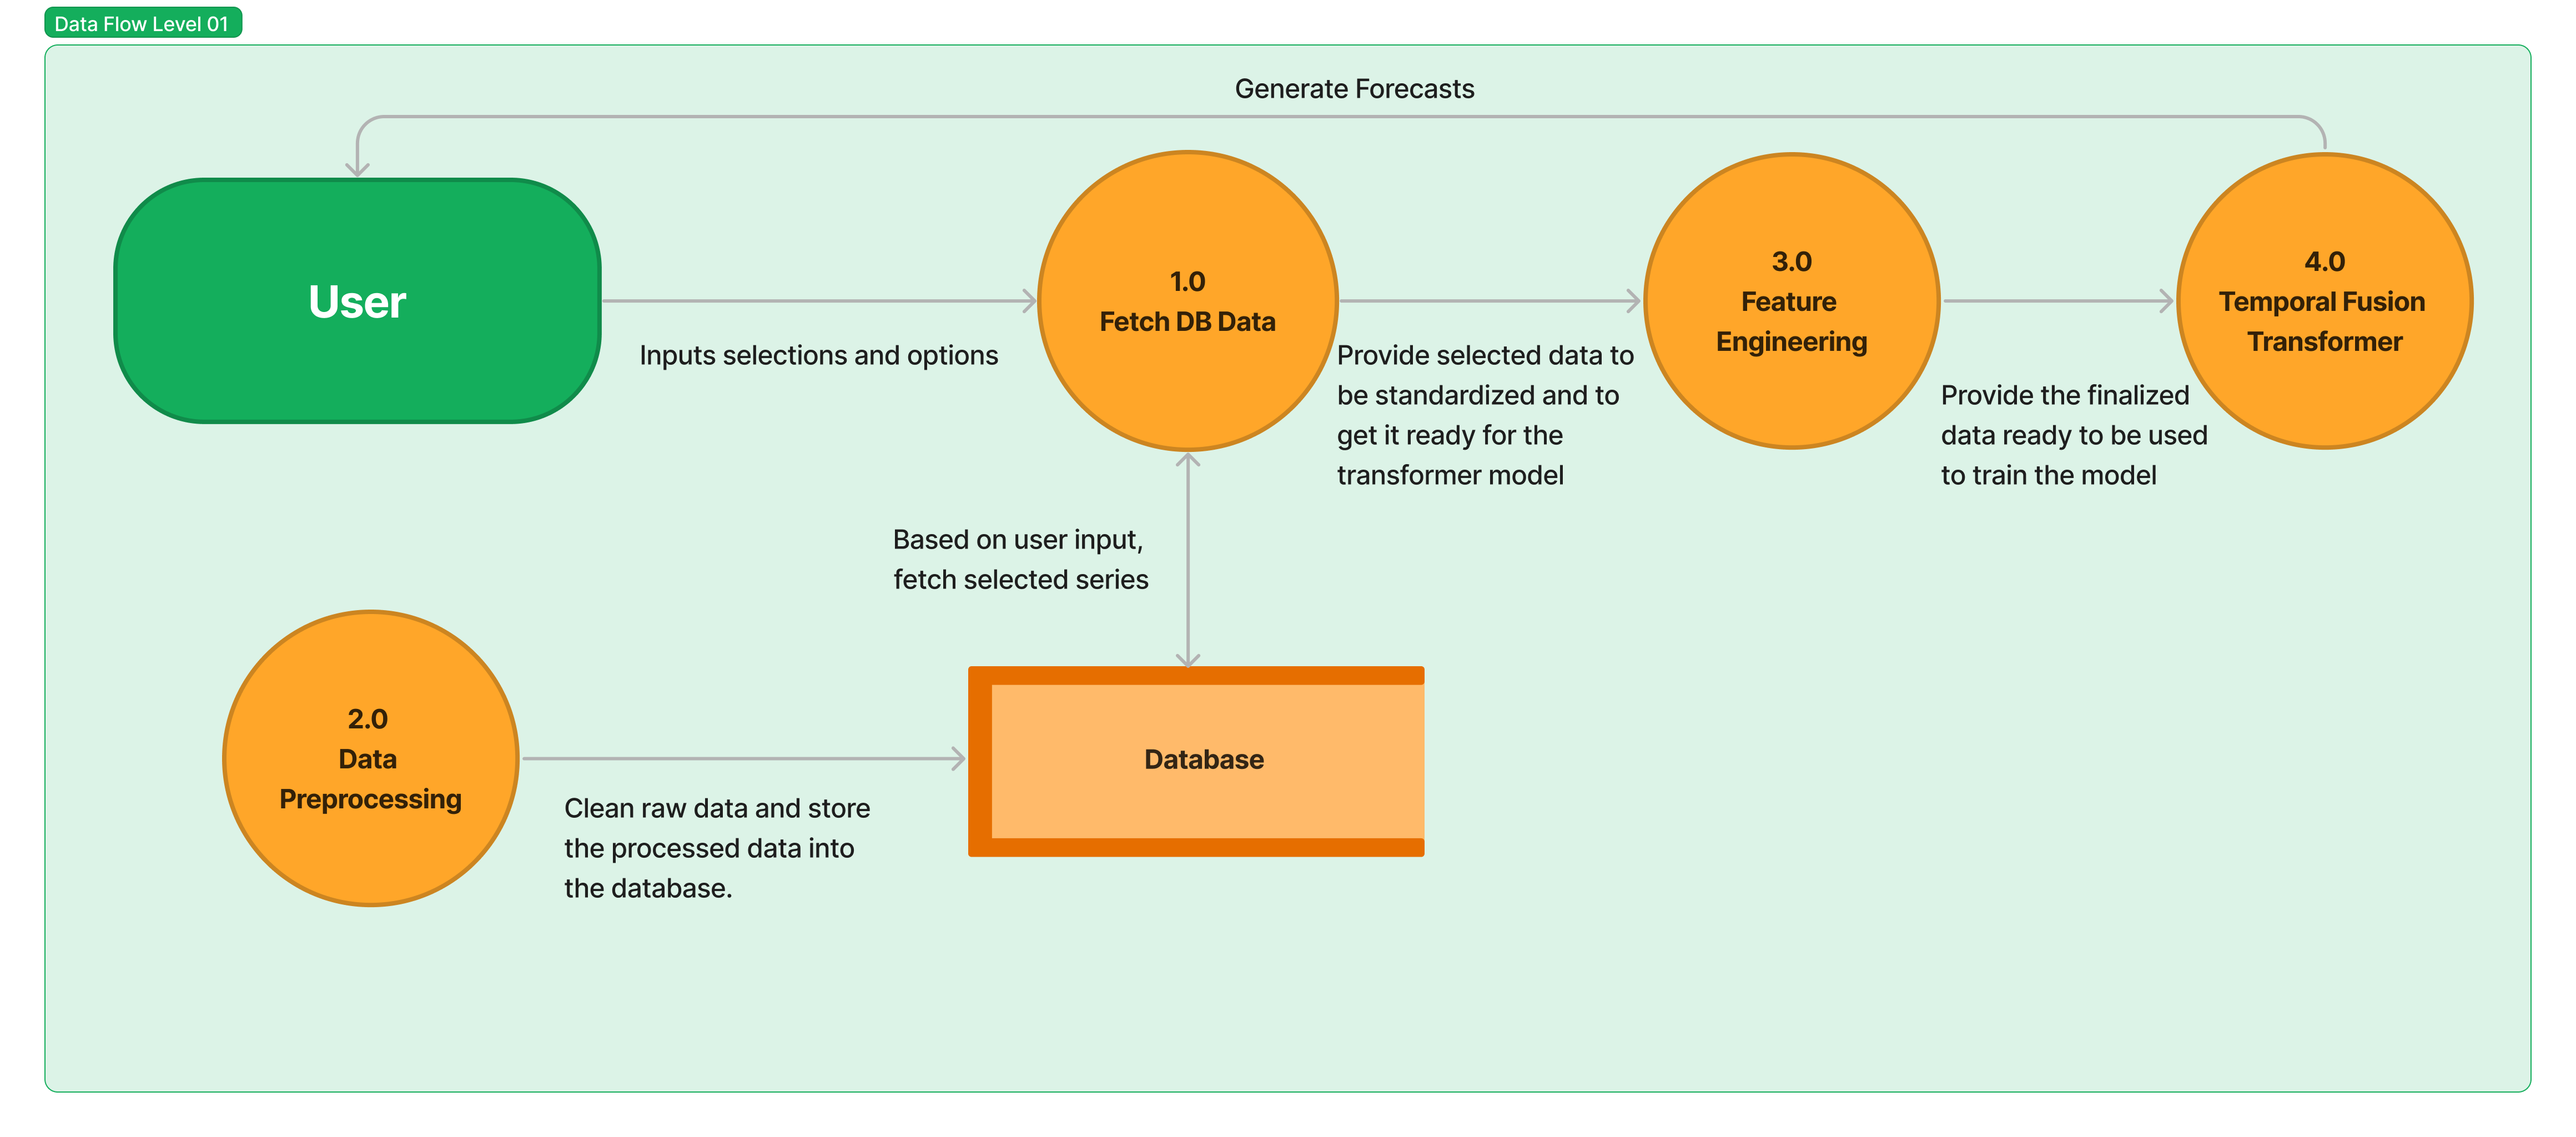 Data Flow Level 01
Generate Forecasts
User
Inputs selections and options
1.0
Fetch DB Data
Provide selected data to
be standardized and to
get it ready for the
transformer model
3.0
Feature
Engineering
Provide the finalized
data ready to be used
to train the model
4.0
Temporal Fusion
Transformer
Based on user input,
fetch selected series
2.0
Data
Preprocessing
Clean raw data and store
the processed data into
the database.
Database